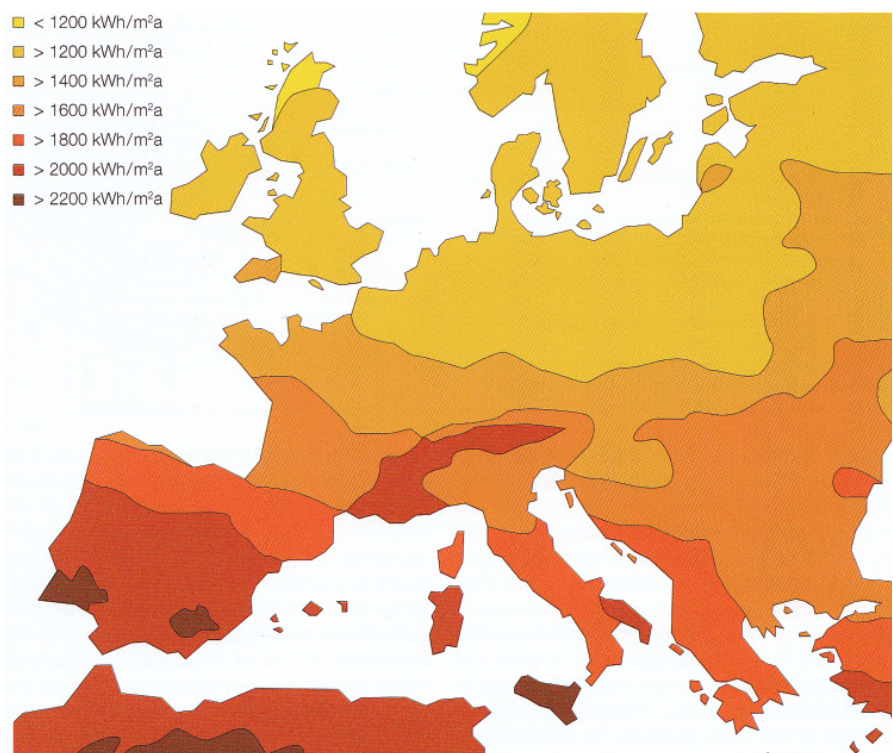 < 1200 kWh/m²a
> 1200 kWh/m²a
> 1400 kWh/m²a
> 1600 kWh/m²a
> 1800 kWh/m²a
> 2000 kWh/m²a
> 2200 kWh/m²a